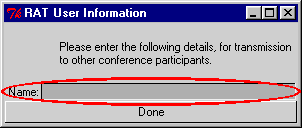 RAT User Information
Please enter the following details, for transmission
to other conference participants.
Name:
Done